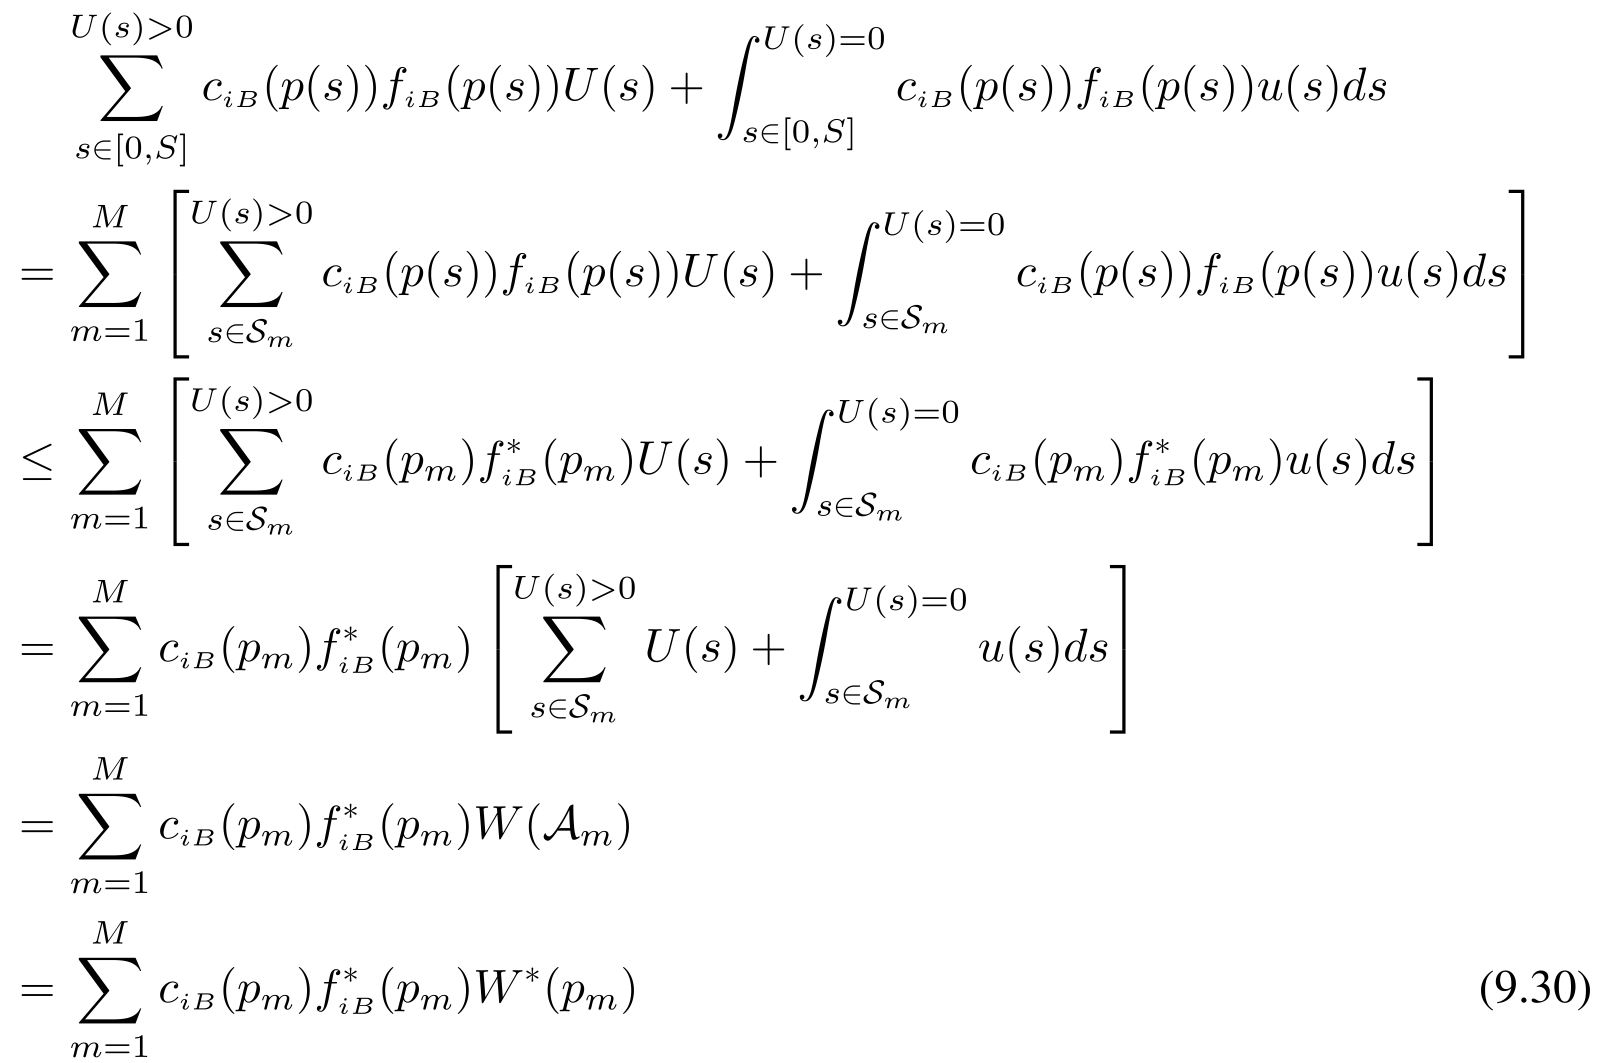 \sum_{s\in[0,S]}^{U(s)>0} c_{iB}(p(s))f_{iB}(p(s))U(s) + \int_{s\in[0,S]}^{U(s)=0} c_{iB}(p(s))f_{iB}(p(s))u(s)ds
= \sum_{m=1}^{M} \left[ \sum_{s\in\mathcal{S}_m}^{U(s)>0} c_{iB}(p(s))f_{iB}(p(s))U(s) + \int_{s\in\mathcal{S}_m}^{U(s)=0} c_{iB}(p(s))f_{iB}(p(s))u(s)ds \right]
\leq \sum_{m=1}^{M} \left[ \sum_{s\in\mathcal{S}_m}^{U(s)>0} c_{iB}(p_m)f_{iB}^*(p_m)U(s) + \int_{s\in\mathcal{S}_m}^{U(s)=0} c_{iB}(p_m)f_{iB}^*(p_m)u(s)ds \right]
= \sum_{m=1}^{M} c_{iB}(p_m)f_{iB}^*(p_m) \left[ \sum_{s\in\mathcal{S}_m}^{U(s)>0} U(s) + \int_{s\in\mathcal{S}_m}^{U(s)=0} u(s)ds \right]
= \sum_{m=1}^{M} c_{iB}(p_m)f_{iB}^*(p_m)W(\mathcal{A}_m)
= \sum_{m=1}^{M} c_{iB}(p_m)f_{iB}^*(p_m)W^*(p_m) (9.30)